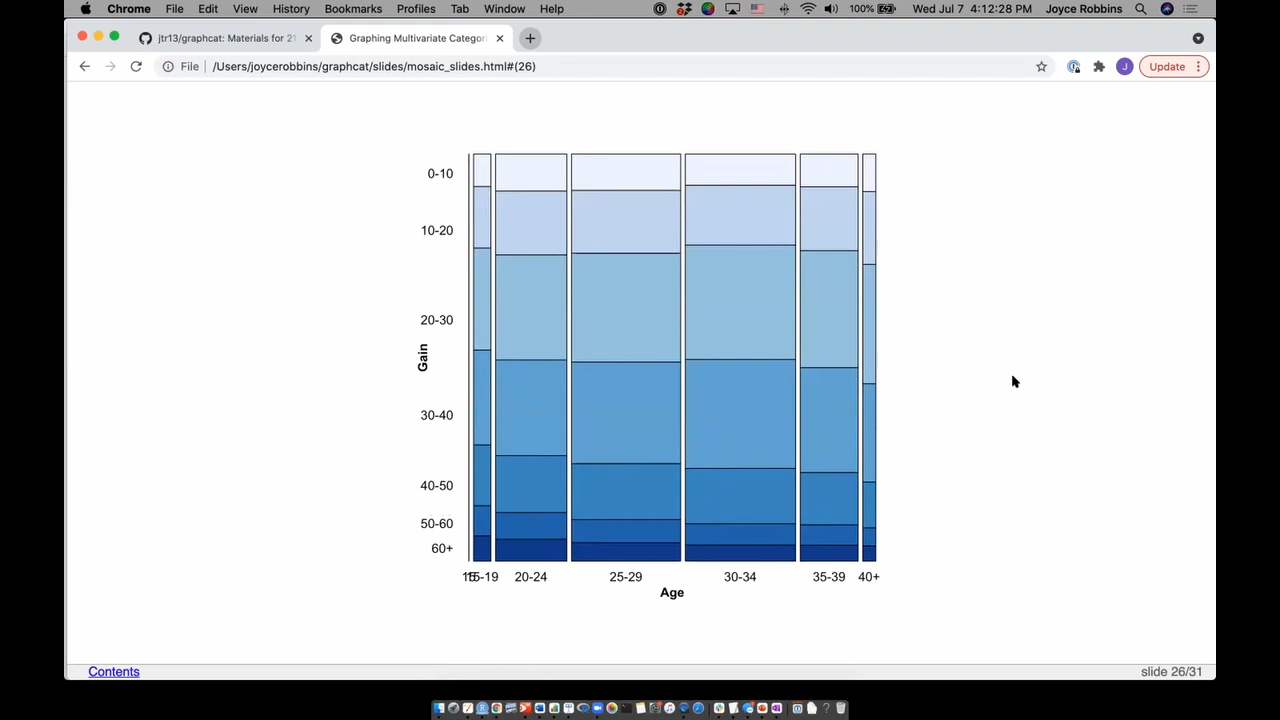 Chrome File Edit View History Bookmarks Profiles Tab Window Help 100% Wed Jul 7 4:12:28 PM Joyce Robbins
jtr13/graphcat: Materials for 21 Graphing Multivariate Categori
File /Users/joycerobbins/graphcat/slides/mosaic_slides.html#(26) J Update
0-10
10-20
20-30
Gain
30-40
40-50
50-60
60+
15-19 20-24 25-29 30-34 35-39 40+
Age
Contents slide 26/31